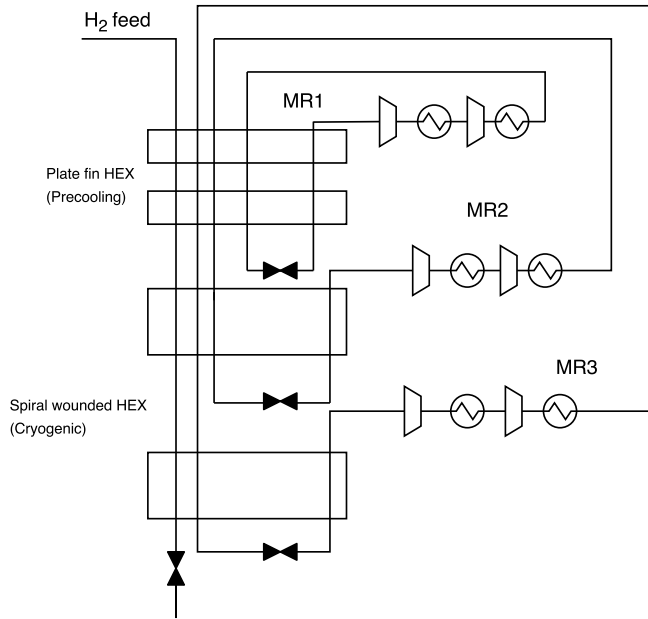 H₂ feed
MR1
Plate fin HEX
(Precooling)
MR2
MR3
Spiral wounded HEX
(Cryogenic)